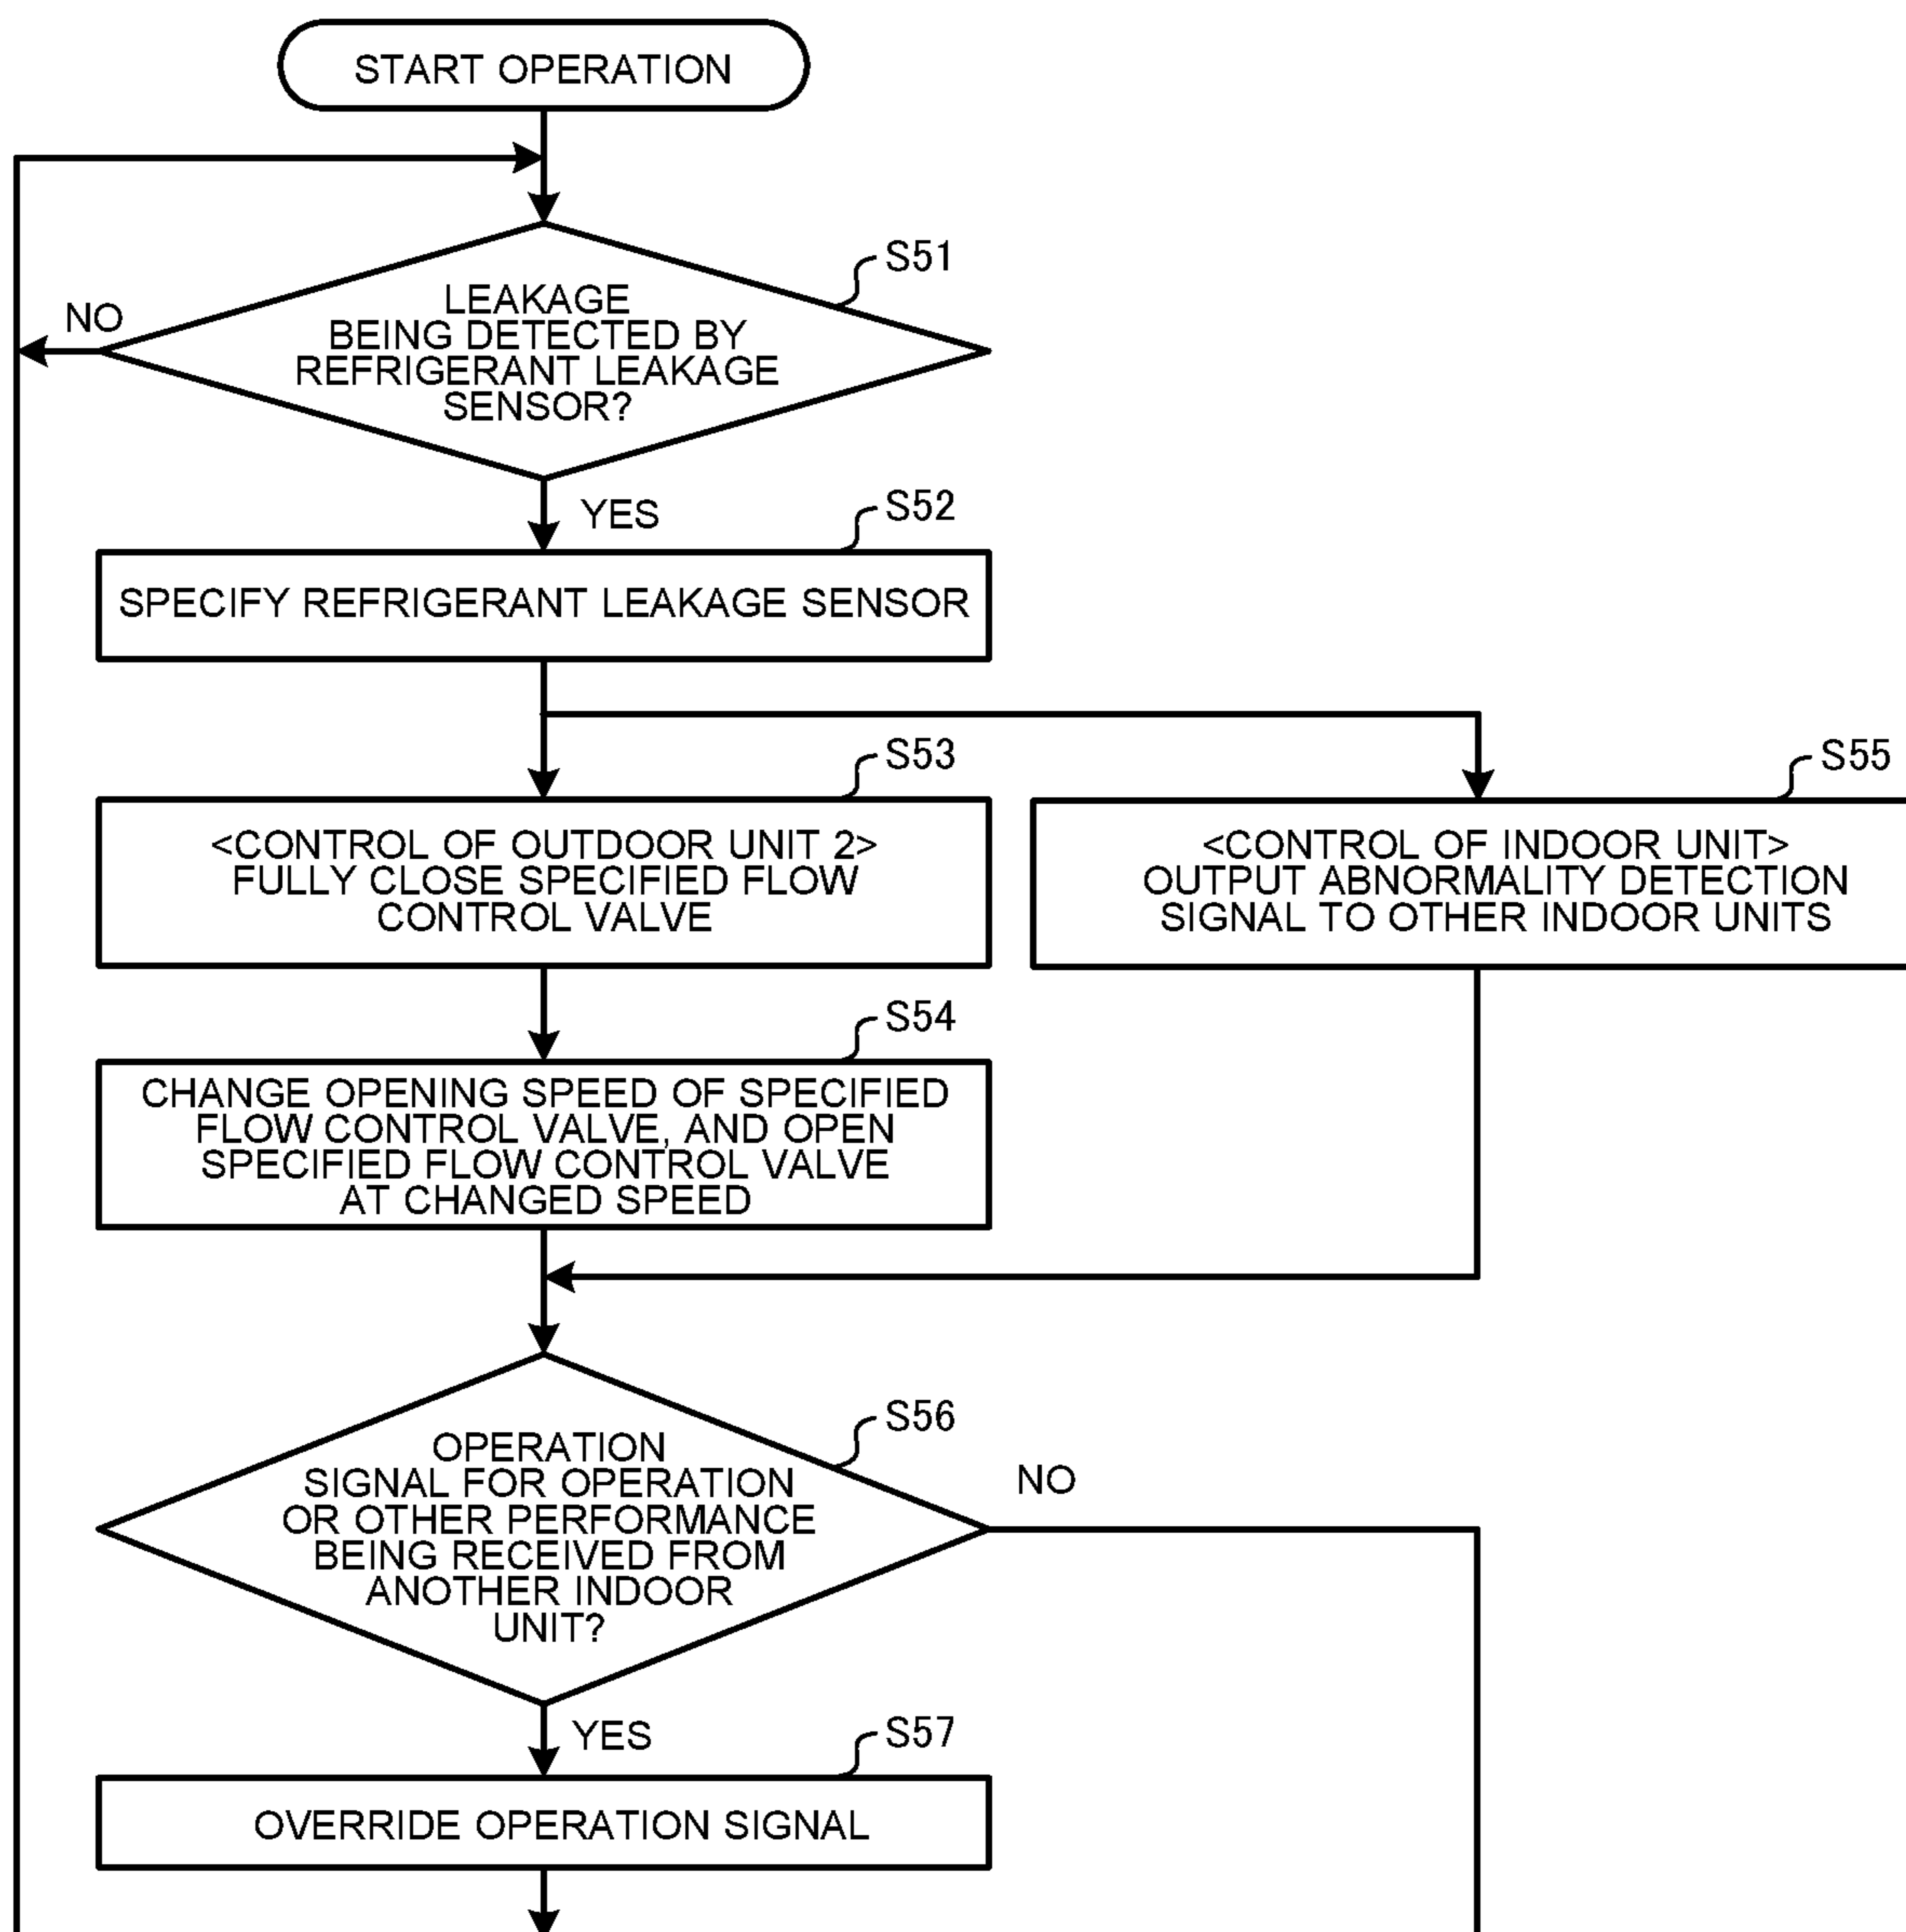 START OPERATION
S51
LEAKAGE
BEING DETECTED BY
REFRIGERANT LEAKAGE
SENSOR?
NO
YES
S52
SPECIFY REFRIGERANT LEAKAGE SENSOR
S53
<CONTROL OF OUTDOOR UNIT 2>
FULLY CLOSE SPECIFIED FLOW
CONTROL VALVE
S55
<CONTROL OF INDOOR UNIT>
OUTPUT ABNORMALITY DETECTION
SIGNAL TO OTHER INDOOR UNITS
S54
CHANGE OPENING SPEED OF SPECIFIED
FLOW CONTROL VALVE, AND OPEN
SPECIFIED FLOW CONTROL VALVE
AT CHANGED SPEED
S56
OPERATION
SIGNAL FOR OPERATION
OR OTHER PERFORMANCE
BEING RECEIVED FROM
ANOTHER INDOOR
UNIT?
NO
YES
S57
OVERRIDE OPERATION SIGNAL